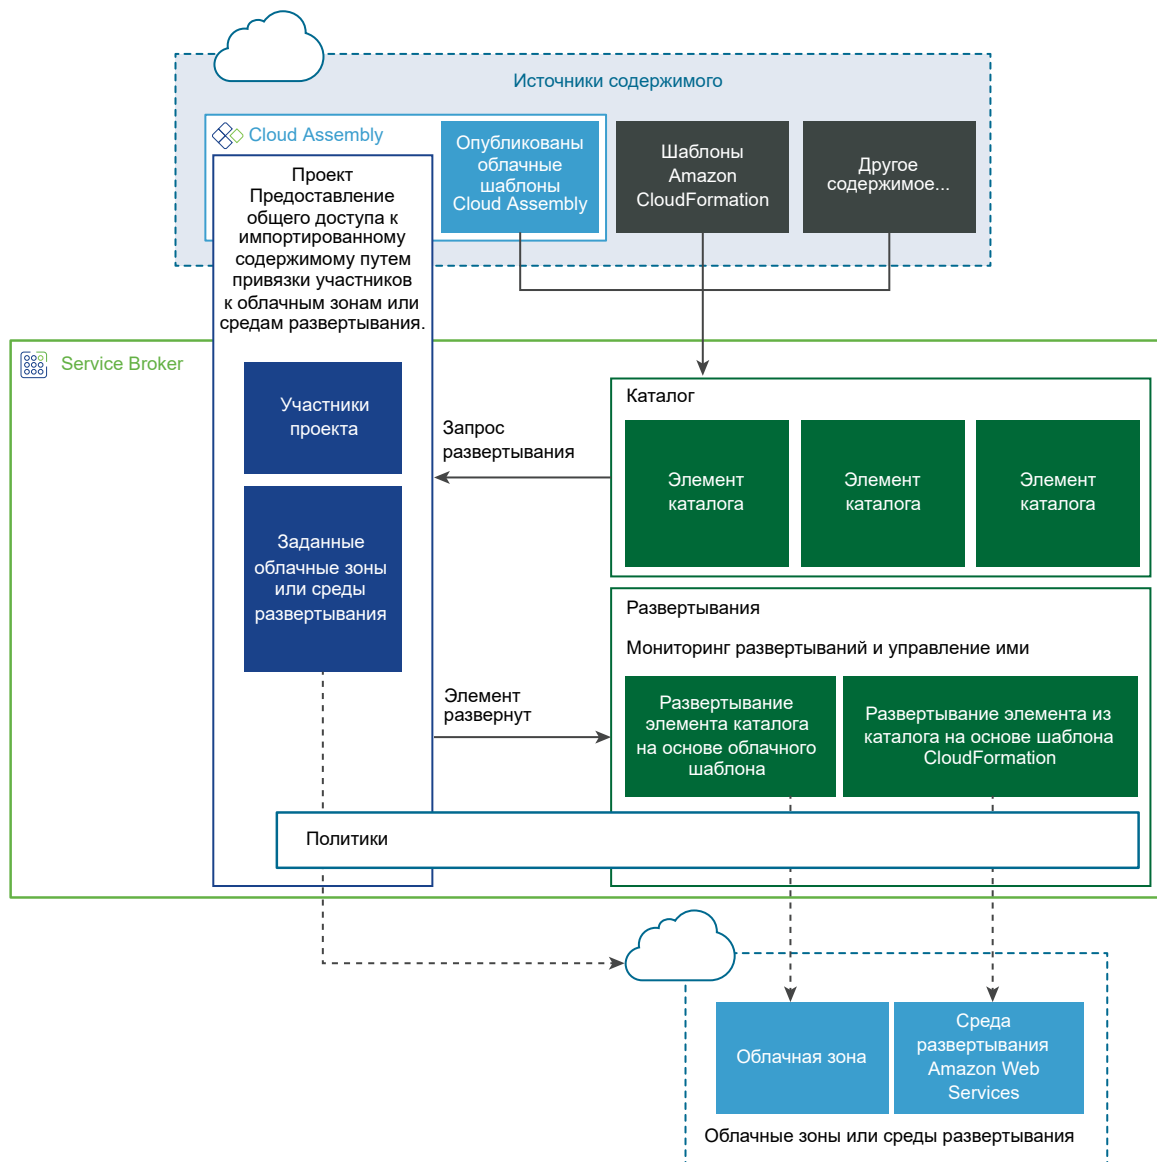 Источники содержимого
Cloud Assembly
Опубликованы
облачные
шаблоны
Cloud Assembly
Шаблоны
Amazon
CloudFormation
Другое
содержимое...
Проект
Предоставление
общего доступа к
импортированному
содержимому путем
привязки участников
к облачным зонам или
средам развертывания.
Service Broker
Участники
проекта
Запрос
развертывания
Каталог
Элемент
каталога
Элемент
каталога
Элемент
каталога
Заданные
облачные зоны
или среды
развертывания
Развертывания
Мониторинг развертываний и управление ими
Элемент
развернут
Развертывание
элемента каталога
на основе облачного
шаблона
Развертывание элемента из
каталога на основе шаблона
CloudFormation
Политики
Облачная зона
Среда
развертывания
Amazon Web
Services
Облачные зоны или среды развертывания